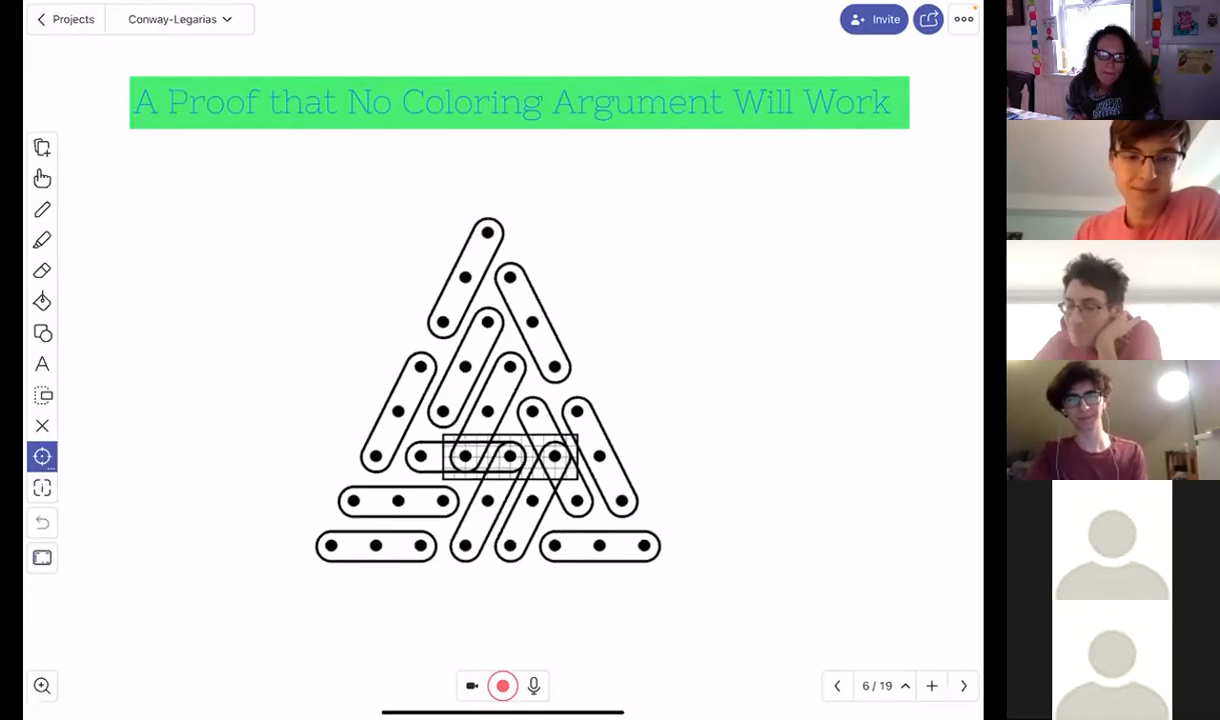 Projects
Conway-Legarias
Invite
A Proof that No Coloring Argument Will Work
A
6 / 19